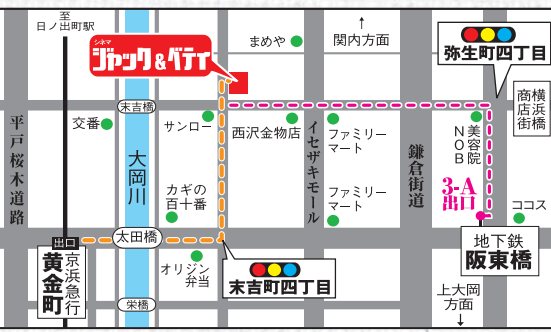 至
日ノ出町駅
シネマ
ジャック&ベティ
まめや
↑
関内方面
弥生町四丁目
横浜
商店街
浜橋
末吉橋
交番
サンロー
西沢金物店
ファミリー
マート
美容院
NOB
平戸桜木道路
大岡川
イセザキモール
鎌倉街道
カギの
百十番
ファミリー
マート
3-A
出口
ココス
出口
太田橋
地下鉄
阪東橋
京浜急行
黄金町
オリジン
弁当
末吉町四丁目
栄橋
上大岡
方面
↓